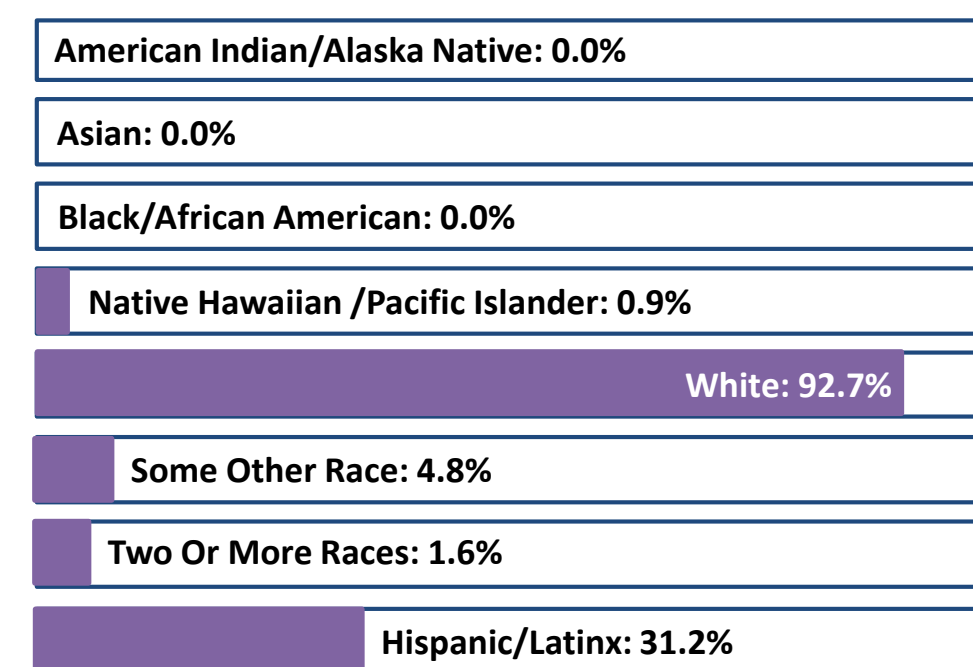 American Indian/Alaska Native: 0.0%
Asian: 0.0%
Black/African American: 0.0%
Native Hawaiian /Pacific Islander: 0.9%
White: 92.7%
Some Other Race: 4.8%
Two Or More Races: 1.6%
Hispanic/Latinx: 31.2%